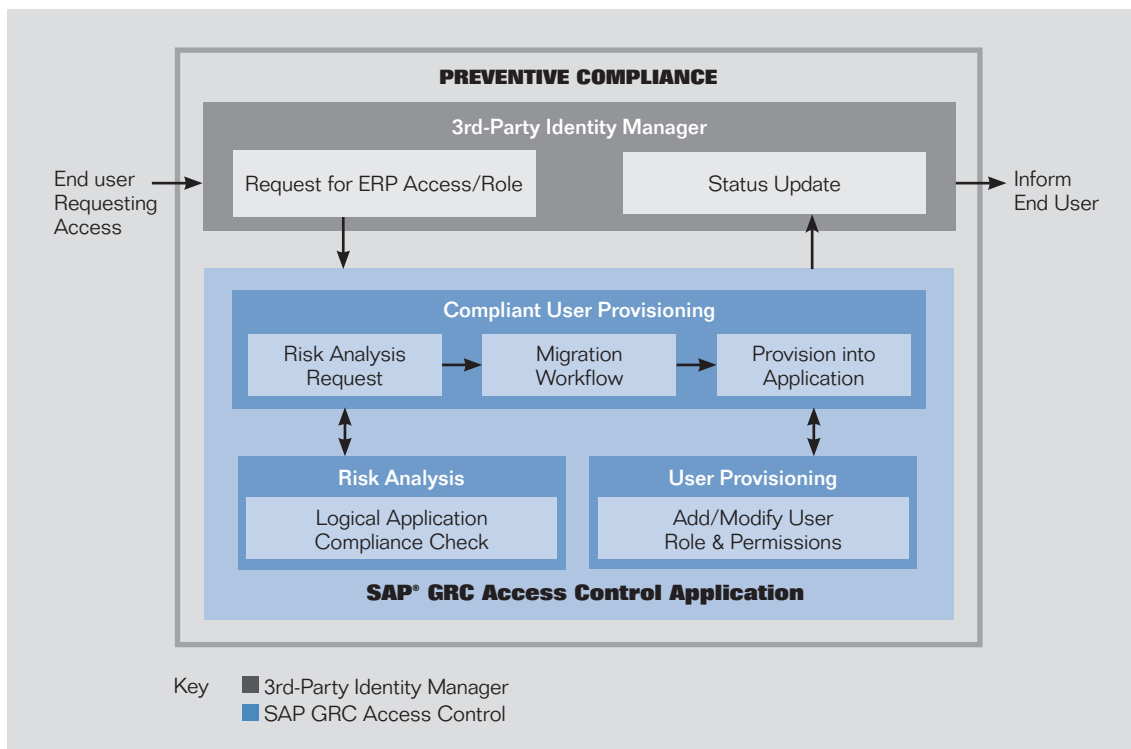 PREVENTIVE COMPLIANCE
3rd-Party Identity Manager
End user
Requesting
Access
Request for ERP Access/Role
Status Update
Inform
End User
Compliant User Provisioning
Risk Analysis
Request
Migration
Workflow
Provision into
Application
Risk Analysis
Logical Application
Compliance Check
User Provisioning
Add/Modify User
Role & Permissions
SAP® GRC Access Control Application
Key
3rd-Party Identity Manager
SAP GRC Access Control